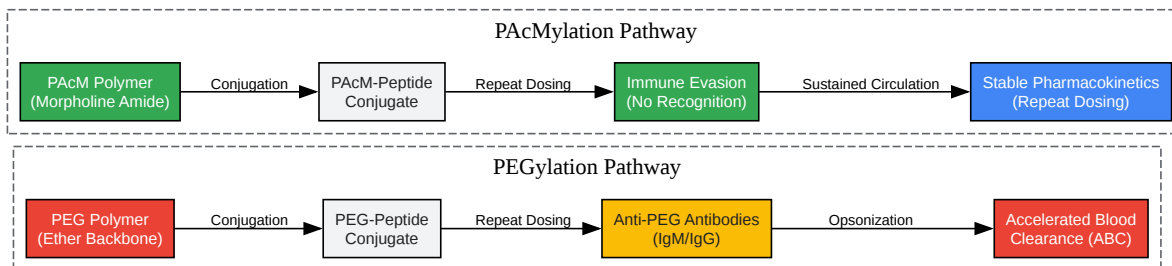 PAcMylation Pathway
PAcM Polymer
(Morpholine Amide)
Conjugation
PAcM-Peptide
Conjugate
Repeat Dosing
Immune Evasion
(No Recognition)
Sustained Circulation
Stable Pharmacokinetics
(Repeat Dosing)
PEGylation Pathway
PEG Polymer
(Ether Backbone)
Conjugation
PEG-Peptide
Conjugate
Repeat Dosing
Anti-PEG Antibodies
(IgM/IgG)
Opsonization
Accelerated Blood
Clearance (ABC)